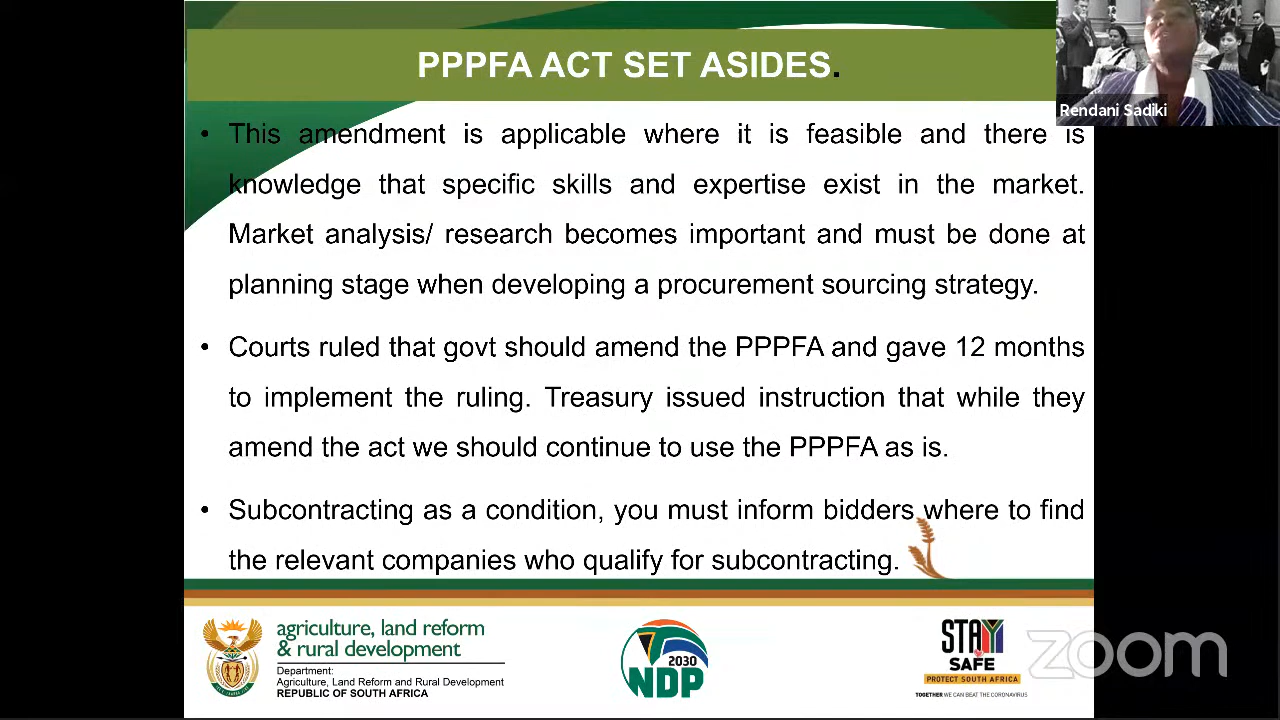 PPPFA ACT SET ASIDES.
Rendani Sadiki
• This amendment is applicable where it is feasible and there is
knowledge that specific skills and expertise exist in the market.
Market analysis/ research becomes important and must be done at
planning stage when developing a procurement sourcing strategy.
• Courts ruled that govt should amend the PPPFA and gave 12 months
to implement the ruling. Treasury issued instruction that while they
amend the act we should continue to use the PPPFA as is.
• Subcontracting as a condition, you must inform bidders where to find
the relevant companies who qualify for subcontracting.
agriculture, land reform
& rural development
Department:
Agriculture, Land Reform and Rural Development
REPUBLIC OF SOUTH AFRICA
2030
NDP
STAY
SAFE
PROTECT SOUTH AFRICA
TOGETHER WE CAN BEAT THE CORONAVIRUS
zoom